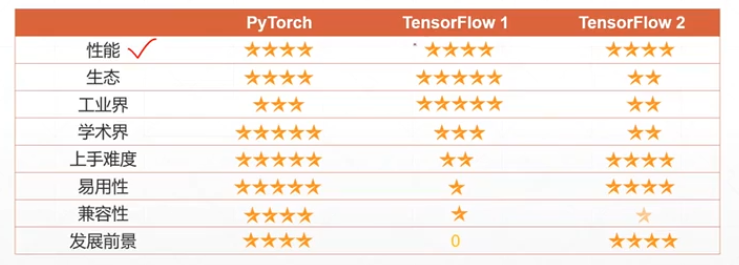 PyTorch TensorFlow 1 TensorFlow 2
性能 ★★★★ ★★★★ ★★★★
生态 ★★★★ ★★★★★ ★★
工业界 ★★★ ★★★★★ ★★
学术界 ★★★★★ ★★★ ★★
上手难度 ★★★★★ ★★ ★★★★
易用性 ★★★★★ ★ ★★★★
兼容性 ★★★★ ★ ★
发展前景 ★★★★ 0 ★★★★